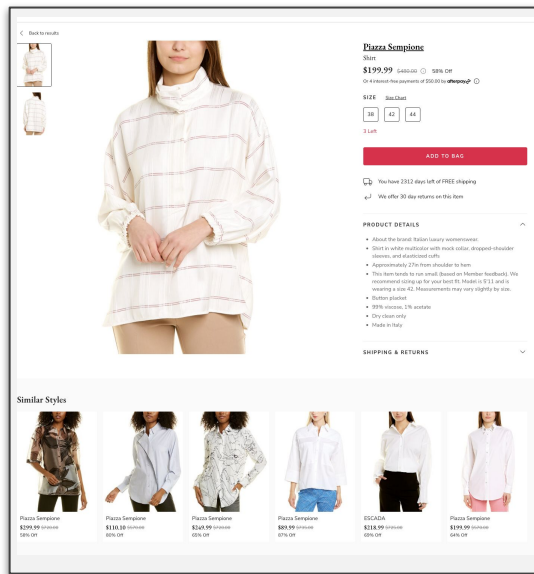 Back to results
Piazza Sempione
Shirt
$199.99 $480.00 58% Off
Or 4 interest-free payments of $50.00 by afterpay
SIZE Size Chart
38 42 44
3 Left
ADD TO BAG
You have 2312 days left of FREE shipping
We offer 30 day returns on this item
PRODUCT DETAILS
• About the brand: Italian luxury womenswear.
• Shirt in white multicolor with mock collar, dropped-shoulder
sleeves, and elasticized cuffs
• Approximately 27in from shoulder to hem
• This item tends to run small (based on Member feedback). We
recommend sizing up for your best fit. Model is 5'11 and is
wearing a size 42. Measurements may vary slightly by size.
• Button placket
• 99% viscose, 1% acetate
• Dry clean only
• Made in Italy
SHIPPING & RETURNS
Similar Styles
Piazza Sempione
$299.99
58% Off
Piazza Sempione
$110.10
80% Off
Piazza Sempione
$249.99
65% Off
Piazza Sempione
$89.99
87% Off
ESCADA
$218.99
69% Off
Piazza Sempione
$199.99
64% Off